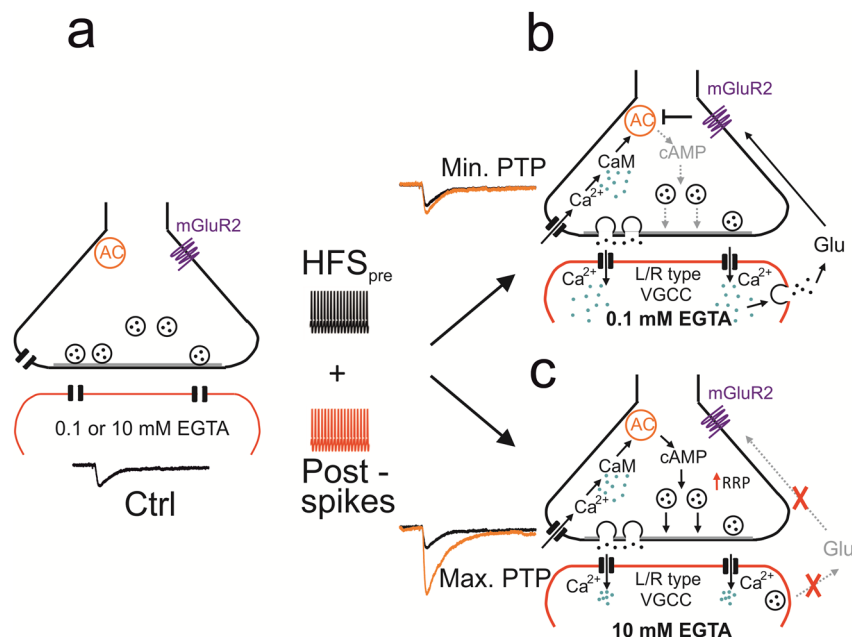 a
mGluR2
AC
0.1 or 10 mM EGTA
Ctrl
HFSpre
+
Post -
spikes
b
mGluR2
AC
cAMP
CaM
Ca2+
Min. PTP
Glu
Ca2+
L/R type
VGCC
Ca2+
0.1 mM EGTA
c
mGluR2
AC
cAMP
CaM
RRP
Ca2+
Glu
Max. PTP
Ca2+
L/R type
VGCC
Ca2+
10 mM EGTA